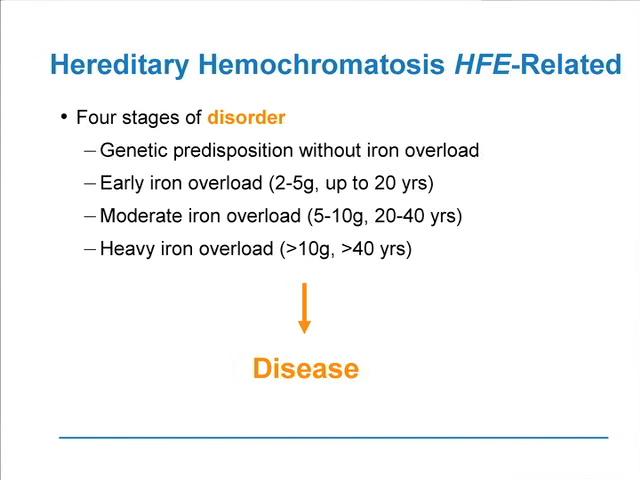 Hereditary Hemochromatosis HFE-Related
• Four stages of disorder
– Genetic predisposition without iron overload
– Early iron overload (2-5g, up to 20 yrs)
– Moderate iron overload (5-10g, 20-40 yrs)
– Heavy iron overload (>10g, >40 yrs)
Disease